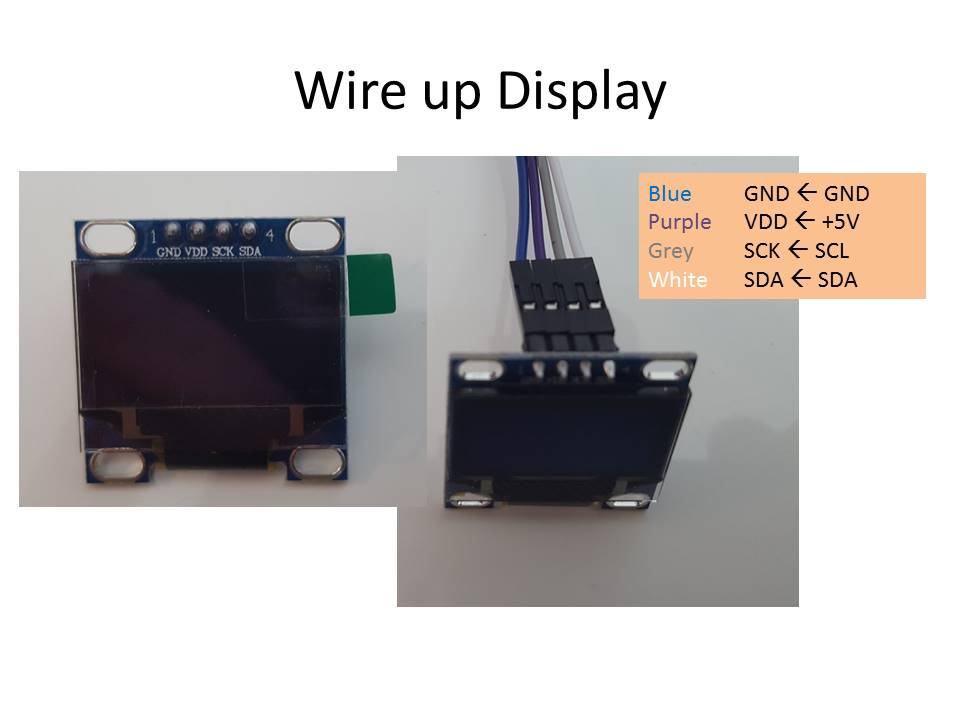 Wire up Display
1 4
GND VDD SCK SDA
Blue GND ← GND
Purple VDD ← +5V
Grey SCK ← SCL
White SDA ← SDA